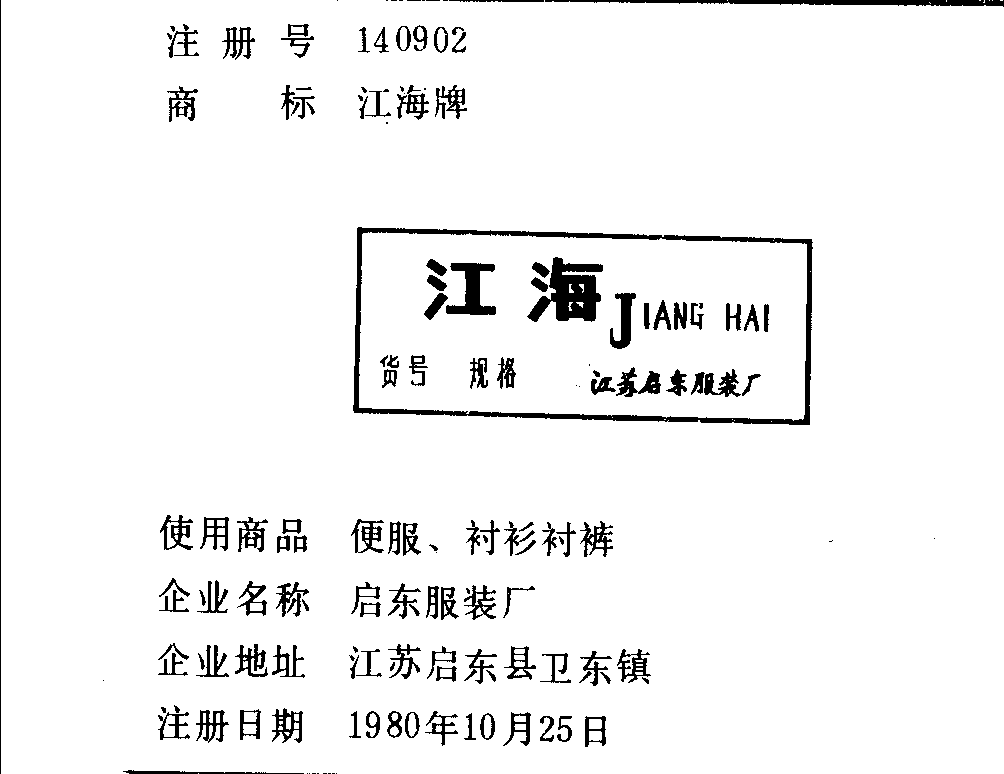 注册号 140902
商标 江海牌
江海 JIANG HAI
货号 规格 江苏启东服装厂
使用商品 便服、衬衫衬裤
企业名称 启东服装厂
企业地址 江苏启东县卫东镇
注册日期 1980年10月25日